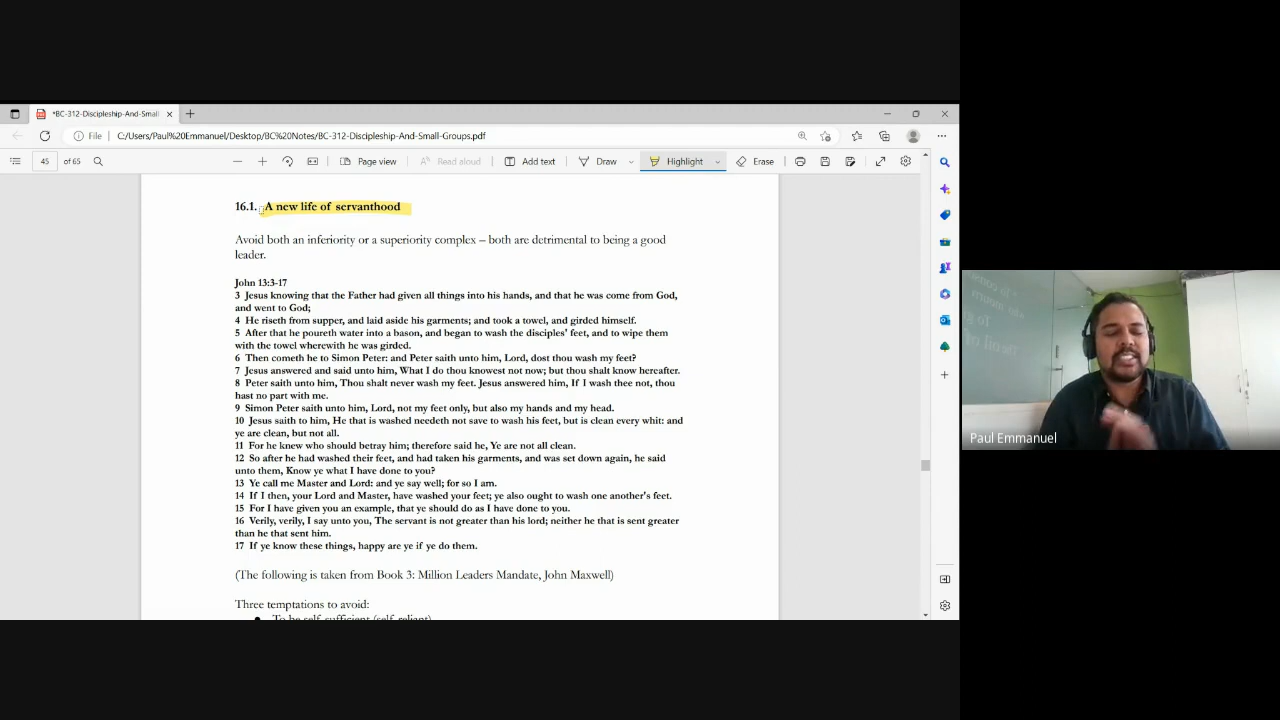 *BC-312-Discipleship-And-Small
File
C:/Users/Paul%20Emmanuel/Desktop/BC%20Notes/BC-312-Discipleship-And-Small-Groups.pdf
45 of 65
Page view
Read aloud
Add text
Draw
Highlight
Erase
16.1. A new life of servanthood
Avoid both an inferiority or a superiority complex – both are detrimental to being a good
leader.
John 13:3-17
3 Jesus knowing that the Father had given all things into his hands, and that he was come from God,
and went to God;
4 He riseth from supper, and laid aside his garments; and took a towel, and girded himself.
5 After that he poureth water into a bason, and began to wash the disciples' feet, and to wipe them
with the towel wherewith he was girded.
6 Then cometh he to Simon Peter: and Peter saith unto him, Lord, dost thou wash my feet?
7 Jesus answered and said unto him, What I do thou knowest not now; but thou shalt know hereafter.
8 Peter saith unto him, Thou shalt never wash my feet. Jesus answered him, If I wash thee not, thou
hast no part with me.
9 Simon Peter saith unto him, Lord, not my feet only, but also my hands and my head.
10 Jesus saith to him, He that is washed needeth not save to wash his feet, but is clean every whit: and
ye are clean, but not all.
11 For he knew who should betray him; therefore said he, Ye are not all clean.
12 So after he had washed their feet, and had taken his garments, and was set down again, he said
unto them, Know ye what I have done to you?
13 Ye call me Master and Lord: and ye say well; for so I am.
14 If I then, your Lord and Master, have washed your feet; ye also ought to wash one another's feet.
15 For I have given you an example, that ye should do as I have done to you.
16 Verily, verily, I say unto you, The servant is not greater than his lord; neither he that is sent greater
than he that sent him.
17 If ye know these things, happy are ye if ye do them.
(The following is taken from Book 3: Million Leaders Mandate, John Maxwell)
Three temptations to avoid:
• To be self-sufficient (self-reliant)
Paul Emmanuel